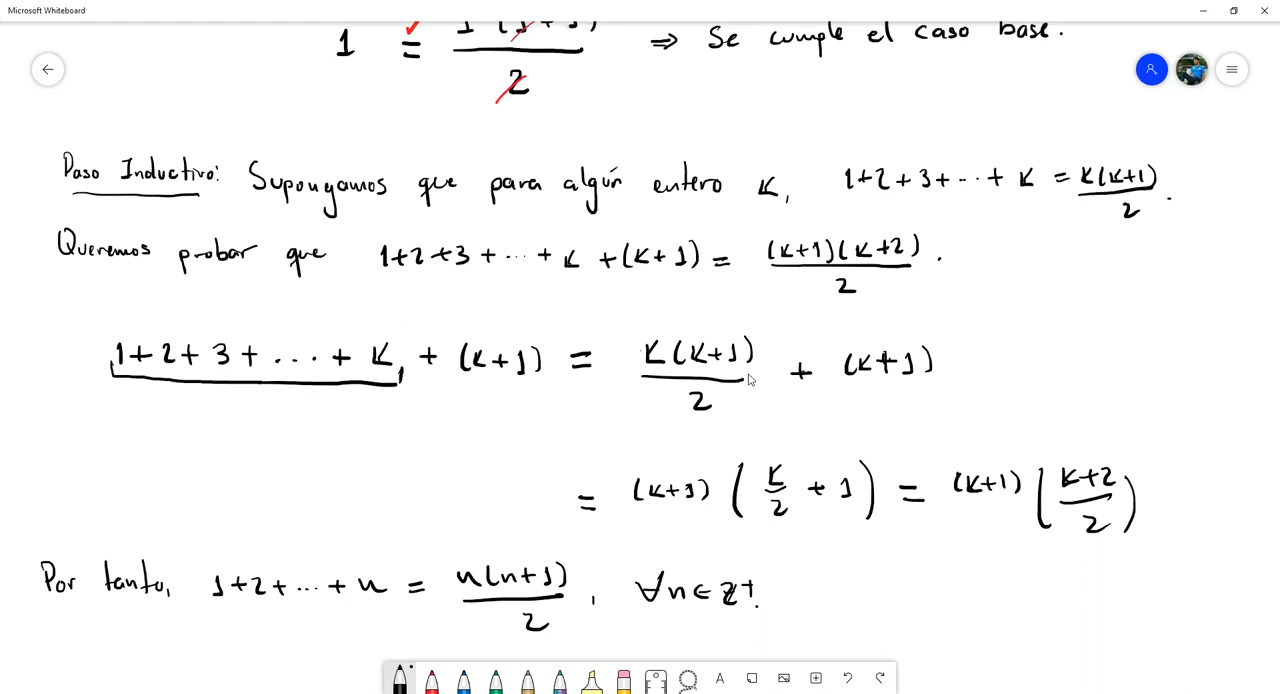 Microsoft Whiteboard
1 = 1(1+1)/2 ⇒ Se cumple el caso base.
Paso Inductivo: Supongamos que para algún entero k, 1+2+3+...+k = k(k+1)/2.
Queremos probar que 1+2+3+...+k+(k+1) = (k+1)(k+2)/2.
1+2+3+...+k+(k+1) = k(k+1)/2 + (k+1)
= (k+1)(k/2 + 1) = (k+1)((k+2)/2)
Por tanto, 1+2+...+n = n(n+1)/2, ∀n∈ℤ+.